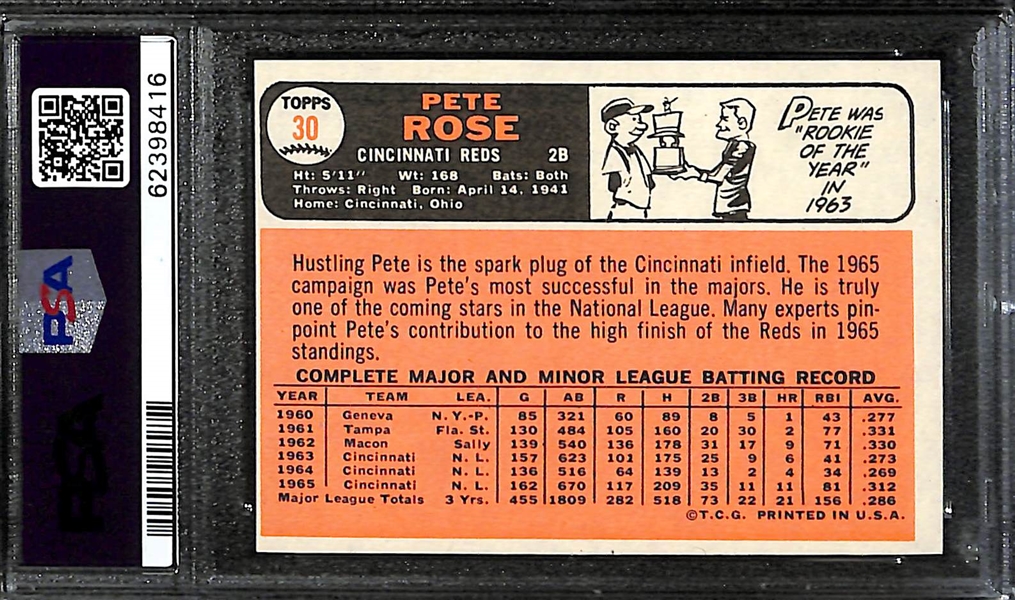 62398416
PSA
PSA
TOPPS
30
PETE
ROSE
CINCINNATI REDS 2B
Ht: 5'11" Wt: 168 Bats: Both
Throws: Right Born: April 14, 1941
Home: Cincinnati, Ohio
PETE WAS
"ROOKIE
OF THE
YEAR"
IN
1963
Hustling Pete is the spark plug of the Cincinnati infield. The 1965
campaign was Pete's most successful in the majors. He is truly
one of the coming stars in the National League. Many experts pin-
point Pete's contribution to the high finish of the Reds in 1965
standings.
COMPLETE MAJOR AND MINOR LEAGUE BATTING RECORD
YEAR TEAM LEA. G AB R H 2B 3B HR RBI AVG.
1960 Geneva N.Y.-P. 85 321 60 89 8 5 1 43 .277
1961 Tampa Fla. St. 130 484 105 160 20 30 2 77 .331
1962 Macon Sally 139 540 136 178 31 17 9 71 .330
1963 Cincinnati N. L. 157 623 101 175 25 9 6 41 .273
1964 Cincinnati N. L. 136 516 64 139 13 2 4 34 .269
1965 Cincinnati N. L. 162 670 117 209 35 11 11 81 .312
Major League Totals 3 Yrs. 455 1809 282 518 73 22 21 156 .286
©T.C.G. PRINTED IN U.S.A.